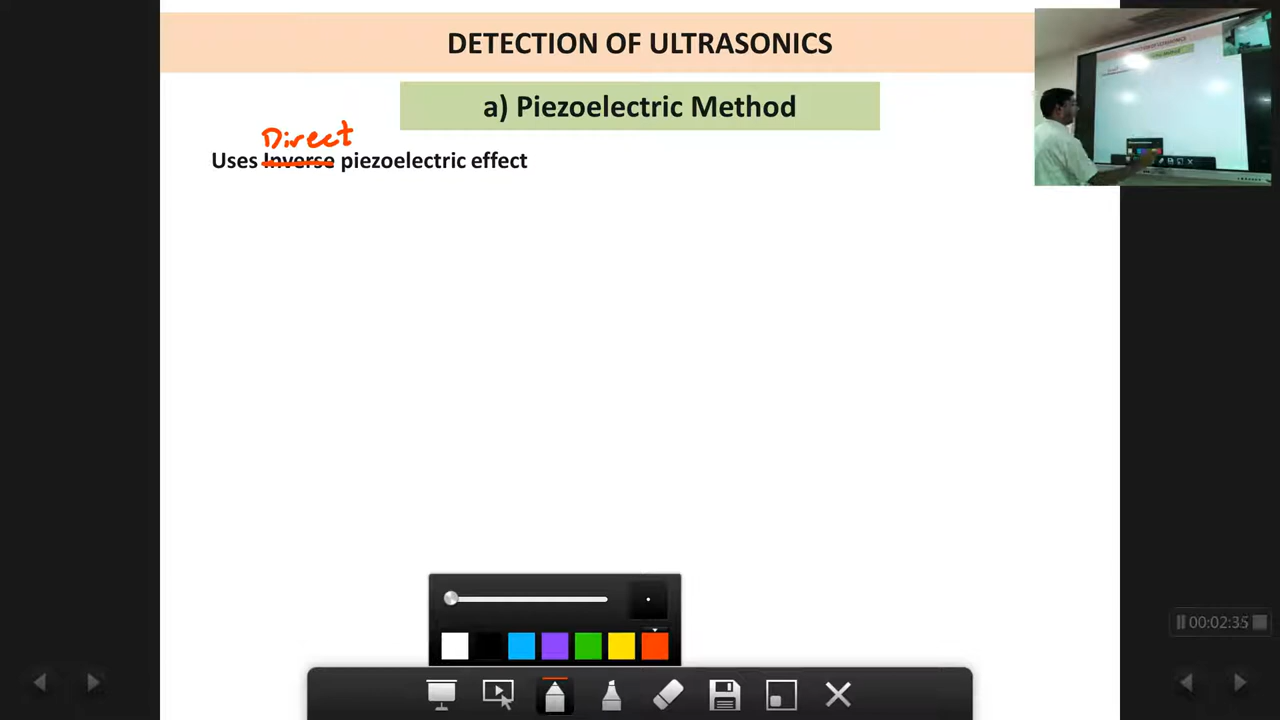 DETECTION OF ULTRASONICS
a) Piezoelectric Method
Direct
Uses Inverse piezoelectric effect
00:02:35